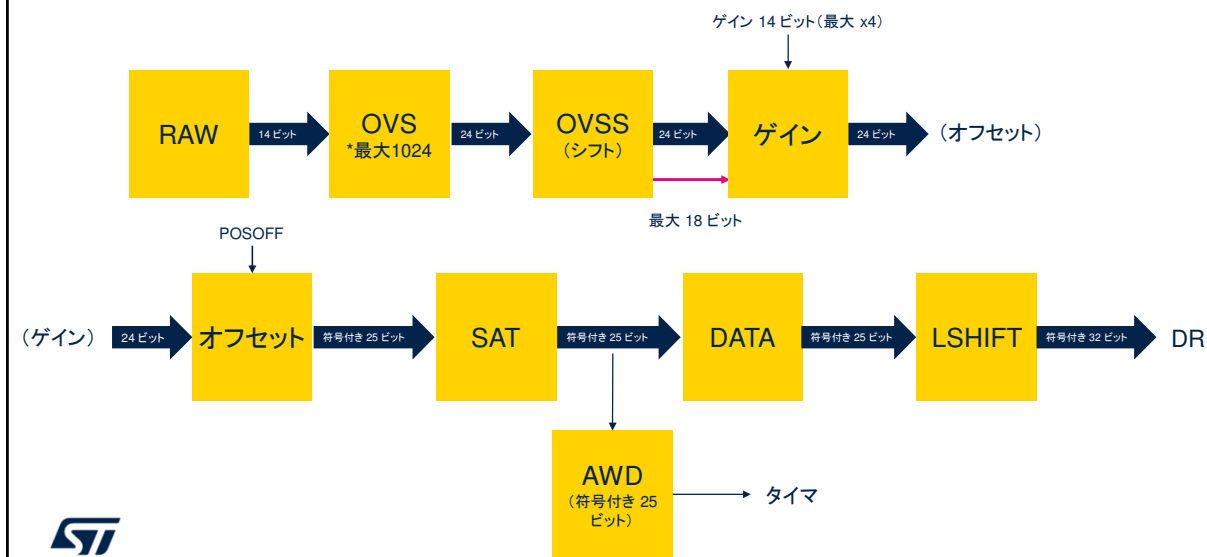 ゲイン 14 ビット(最大 x4)
RAW
14 ビット
OVS
*最大1024
24 ビット
OVSS
(シフト)
24 ビット
ゲイン
24 ビット
(オフセット)
最大 18 ビット
POSOFF
(ゲイン)
24 ビット
オフセット
符号付き 25 ビット
SAT
符号付き 25 ビット
DATA
符号付き 25 ビット
LSHIFT
符号付き 32 ビット
DR
AWD
(符号付き 25
ビット)
タイマ
ST